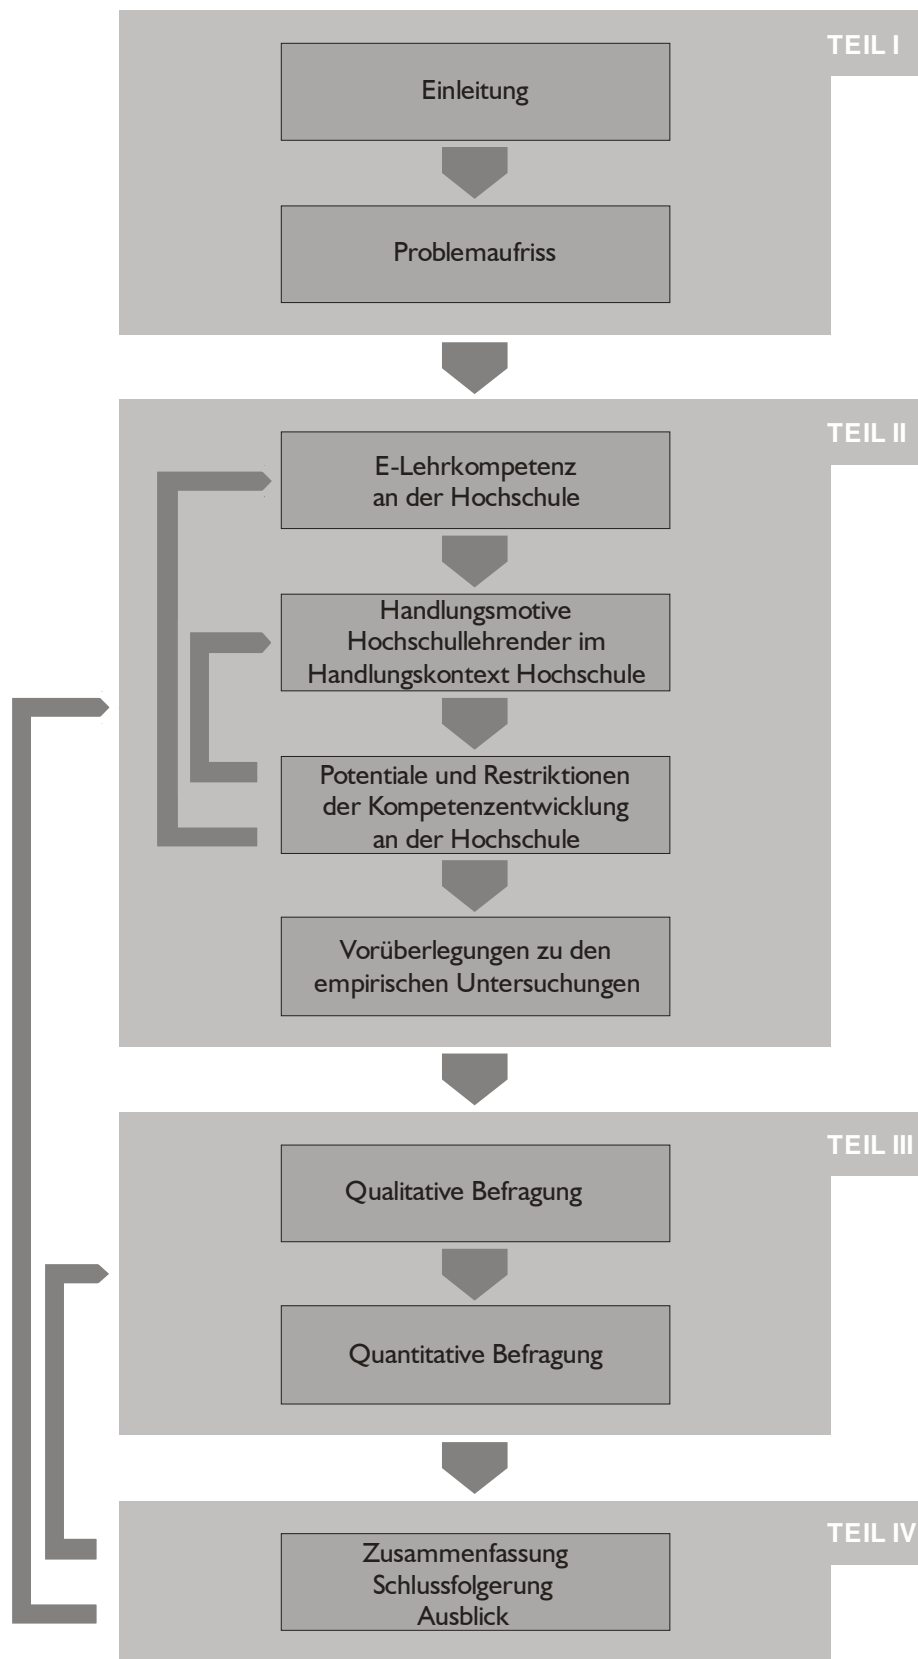 TEIL I
Einleitung
Problemaufriss
TEIL II
E-Lehrkompetenz
an der Hochschule
Handlungsmotive
Hochschullehrender im
Handlungskontext Hochschule
Potentiale und Restriktionen
der Kompetenzentwicklung
an der Hochschule
Vorüberlegungen zu den
empirischen Untersuchungen
TEIL III
Qualitative Befragung
Quantitative Befragung
TEIL IV
Zusammenfassung
Schlussfolgerung
Ausblick